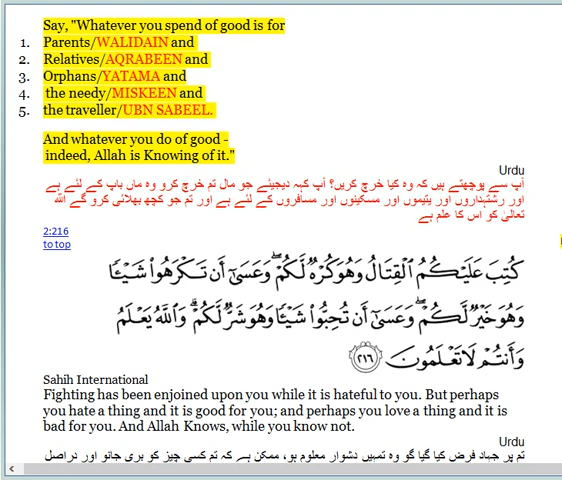 Say, "Whatever you spend of good is for
1. Parents/WALIDAIN and
2. Relatives/AQRABEEN and
3. Orphans/YATAMA and
4. the needy/MISKEEN and
5. the traveller/UBN SABEEL.
And whatever you do of good -
indeed, Allah is Knowing of it."
Urdu
آپ سے پوچھتے ہیں کہ وہ کیا خرچ کریں؟ آپ کہہ دیجیئے جو مال تم خرچ کرو وہ ماں باپ کے لئے ہے
اور رشتہداروں اور یتیموں اور مسکینوں اور مسافروں کے لئے ہے اور تم جو کچھ بھلائی کرو گے اللہ
تعالیٰ کو اس کا علم ہے
2:216
to top
كُتِبَ عَلَيْكُمُ الْقِتَالُ وَهُوَ كُرْهٌ لَّكُمْ ۖ وَعَسَىٰ أَن تَكْرَهُوا شَيْئًا
وَهُوَ خَيْرٌ لَّكُمْ ۖ وَعَسَىٰ أَن تُحِبُّوا شَيْئًا وَهُوَ شَرٌّ لَّكُمْ ۗ وَاللَّهُ يَعْلَمُ
وَأَنتُمْ لَا تَعْلَمُونَ ٢١٦
Sahih International
Fighting has been enjoined upon you while it is hateful to you. But perhaps
you hate a thing and it is good for you; and perhaps you love a thing and it is
bad for you. And Allah Knows, while you know not.
Urdu
تم پر جہاد فرض کیا گیا گو وہ تمہیں دشوار معلوم ہو، ممکن ہے کہ تم کسی چیز کو بری جانو اور دراصل